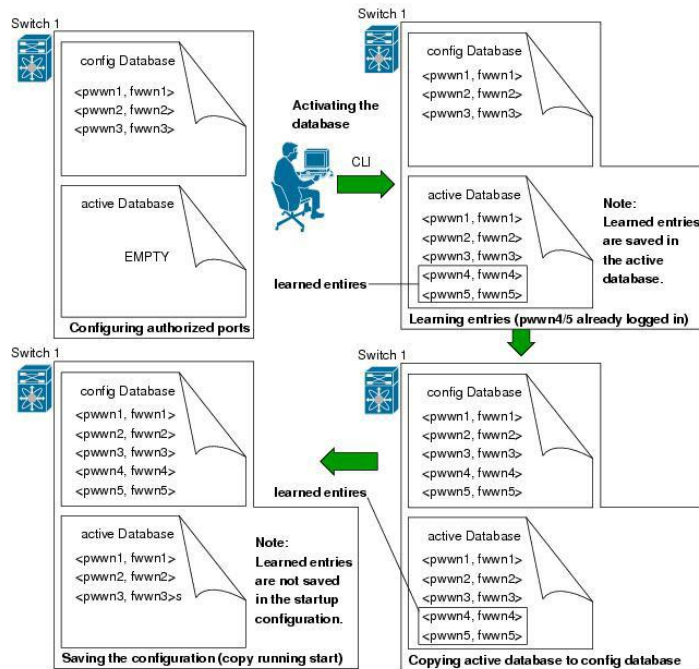 Switch 1
config Database
<pwwn1, fwwn1>
<pwwn2, fwwn2>
<pwwn3, fwwn3>
active Database
EMPTY
Configuring authorized ports
Activating the
database
CLI
Switch 1
config Database
<pwwn1, fwwn1>
<pwwn2, fwwn2>
<pwwn3, fwwn3>
active Database
<pwwn1, fwwn1>
<pwwn2, fwwn2>
<pwwn3, fwwn3>
<pwwn4, fwwn4>
<pwwn5, fwwn5>
learned entires
Note:
Learned entries
are saved in
the active
database.
Learning entries (pwwn4/5 already logged in)
Switch 1
config Database
<pwwn1, fwwn1>
<pwwn2, fwwn2>
<pwwn3, fwwn3>
<pwwn4, fwwn4>
<pwwn5, fwwn5>
active Database
<pwwn1, fwwn1>
<pwwn2, fwwn2>
<pwwn3, fwwn3>s
Note:
Learned entries
are not saved
in the startup
configuration.
Saving the configuration (copy running start)
Switch 1
config Database
<pwwn1, fwwn1>
<pwwn2, fwwn2>
<pwwn3, fwwn3>
<pwwn4, fwwn4>
<pwwn5, fwwn5>
learned entires
active Database
<pwwn1, fwwn1>
<pwwn2, fwwn2>
<pwwn3, fwwn3>
<pwwn4, fwwn4>
<pwwn5, fwwn5>
Copying active database to config database